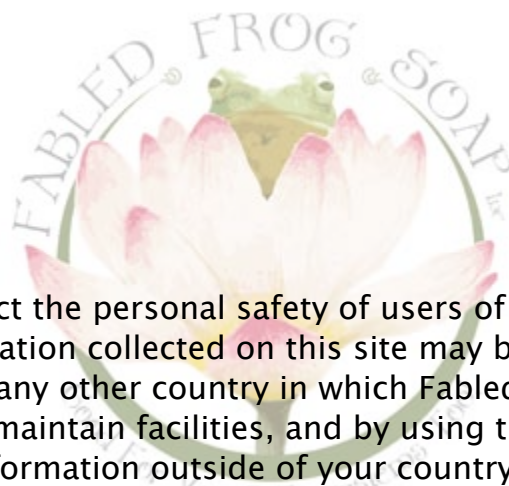 FABLED FROG SOAP llc
ct the personal safety of users of
ation collected on this site may b
any other country in which Fabled
maintain facilities, and by using t
formation outside of your country